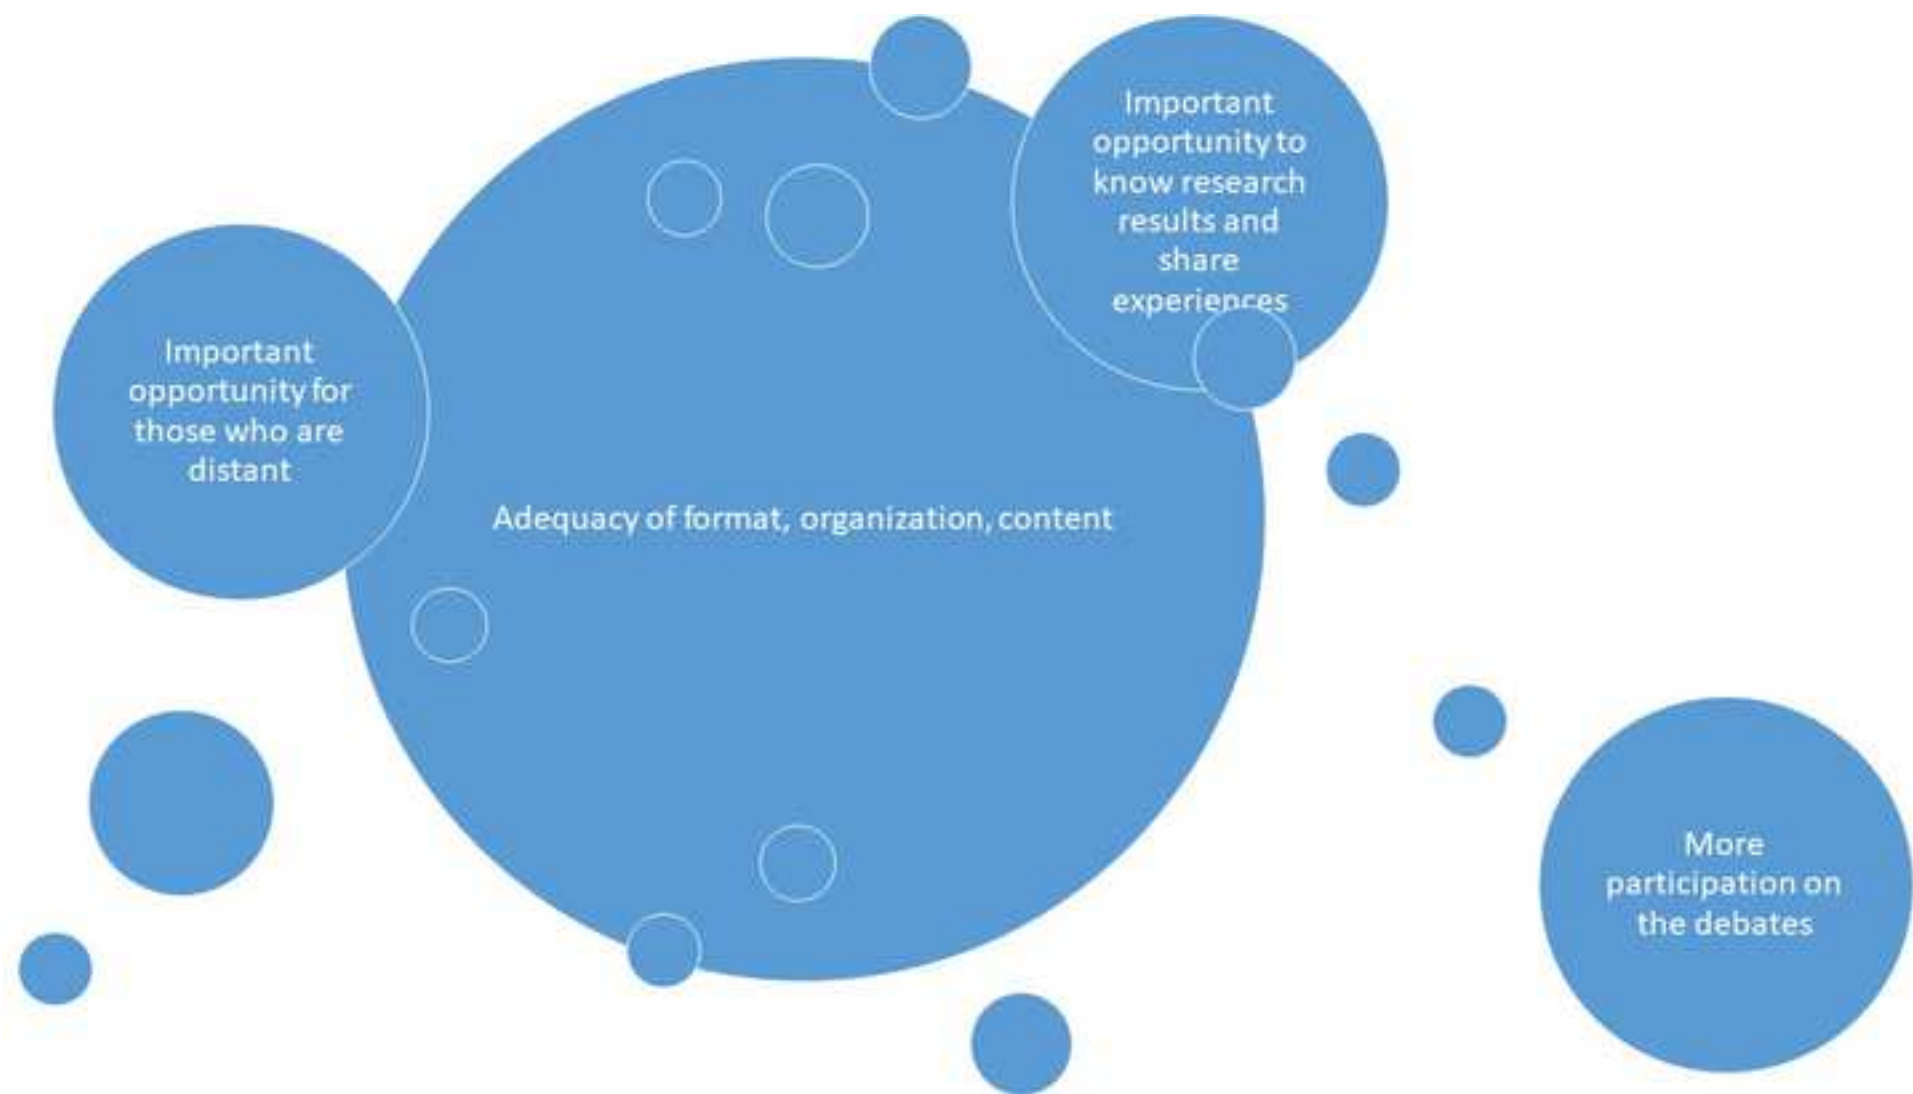 Important
opportunity to
know research
results and
share
experiences
Important
opportunity for
those who are
distant
Adequacy of format, organization, content
More
participation on
the debates